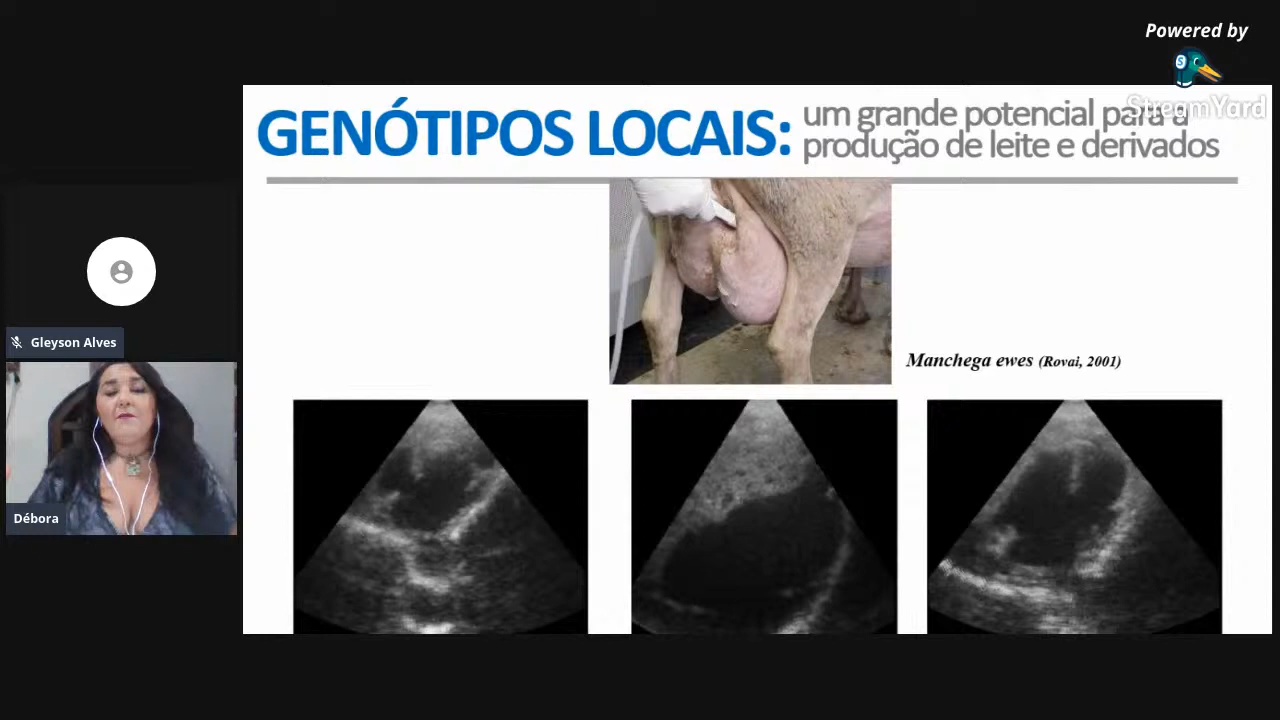 Powered by
StreamYard
GENÓTIPOS LOCAIS:
um grande potencial para a
produção de leite e derivados
Manchega ewes (Rovai, 2001)
Gleyson Alves
Débora